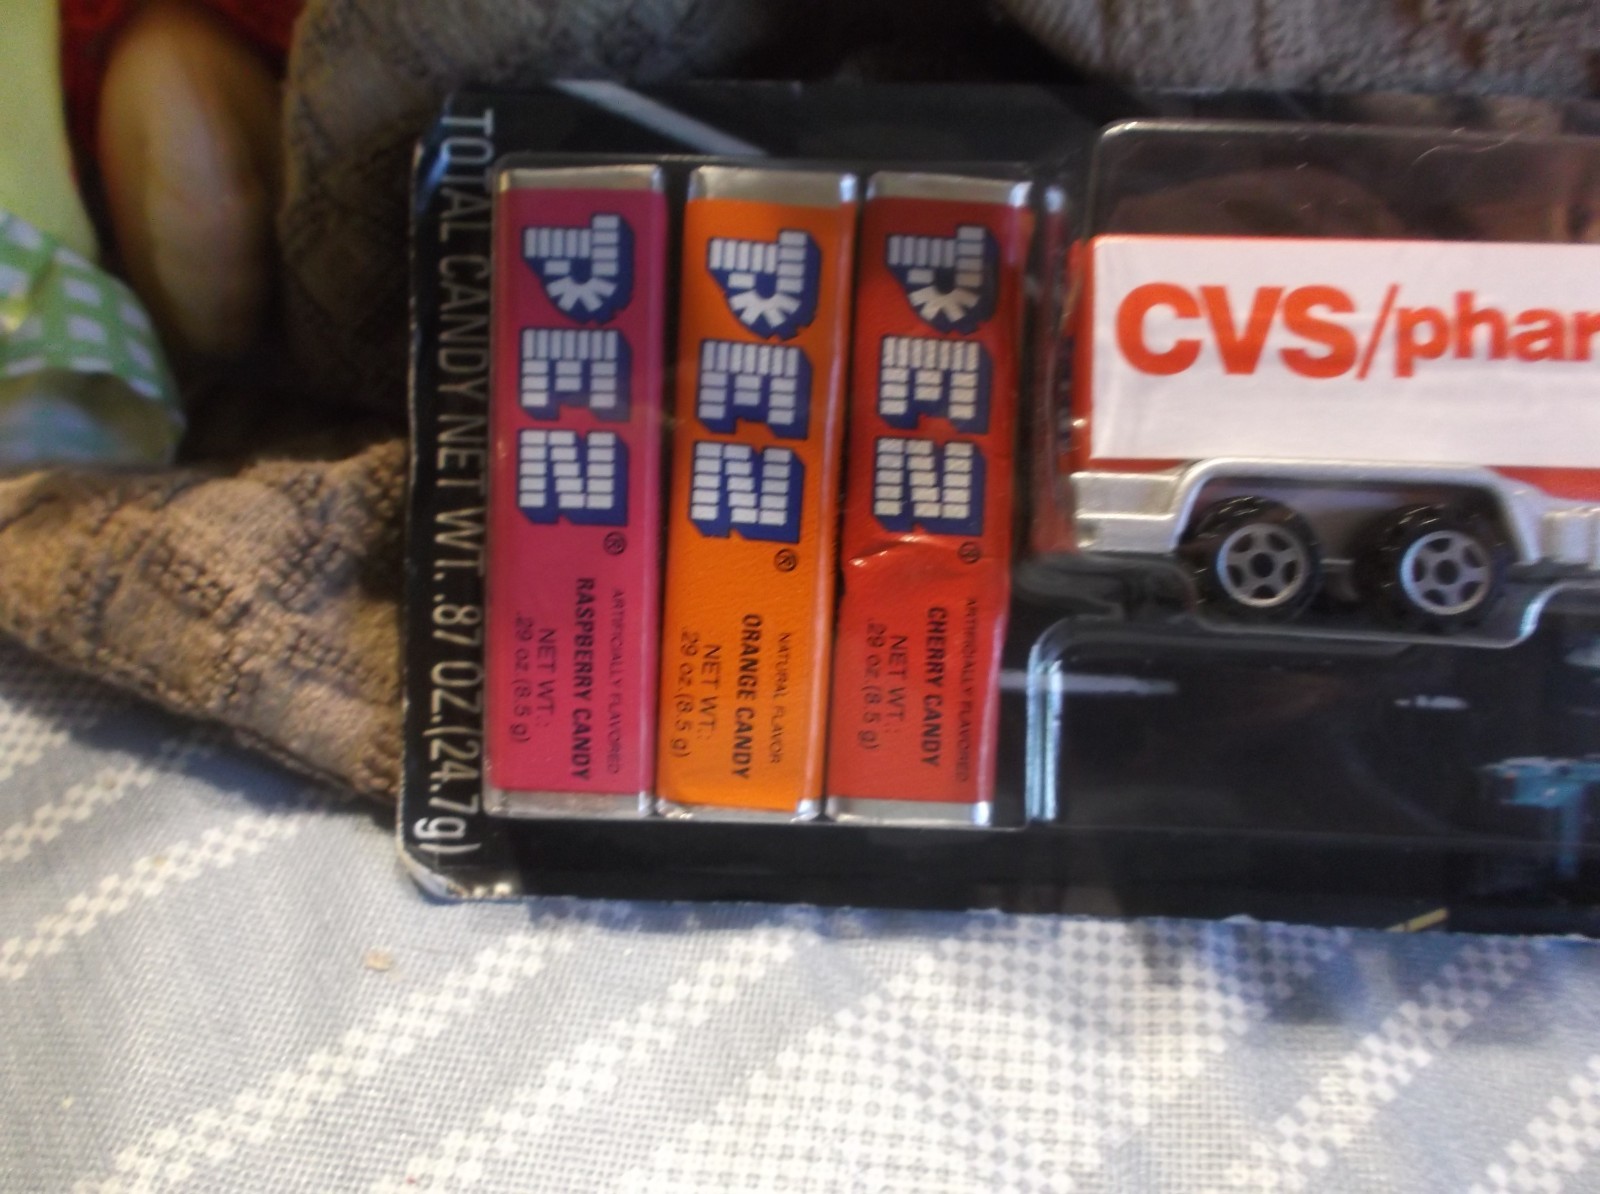 TOTAL CANDY NET WT. .87 OZ.(24.7g)
PEZ®
ARTIFICIALLY FLAVORED
RASPBERRY CANDY
NET WT.:
.29 oz (8.5 g)
PEZ®
NATURAL FLAVOR
ORANGE CANDY
NET WT.:
.29 oz.(8.5 g)
PEZ®
ARTIFICIALLY FLAVORED
CHERRY CANDY
NET WT.:
.29 oz (8.5 g)
CVS/phar